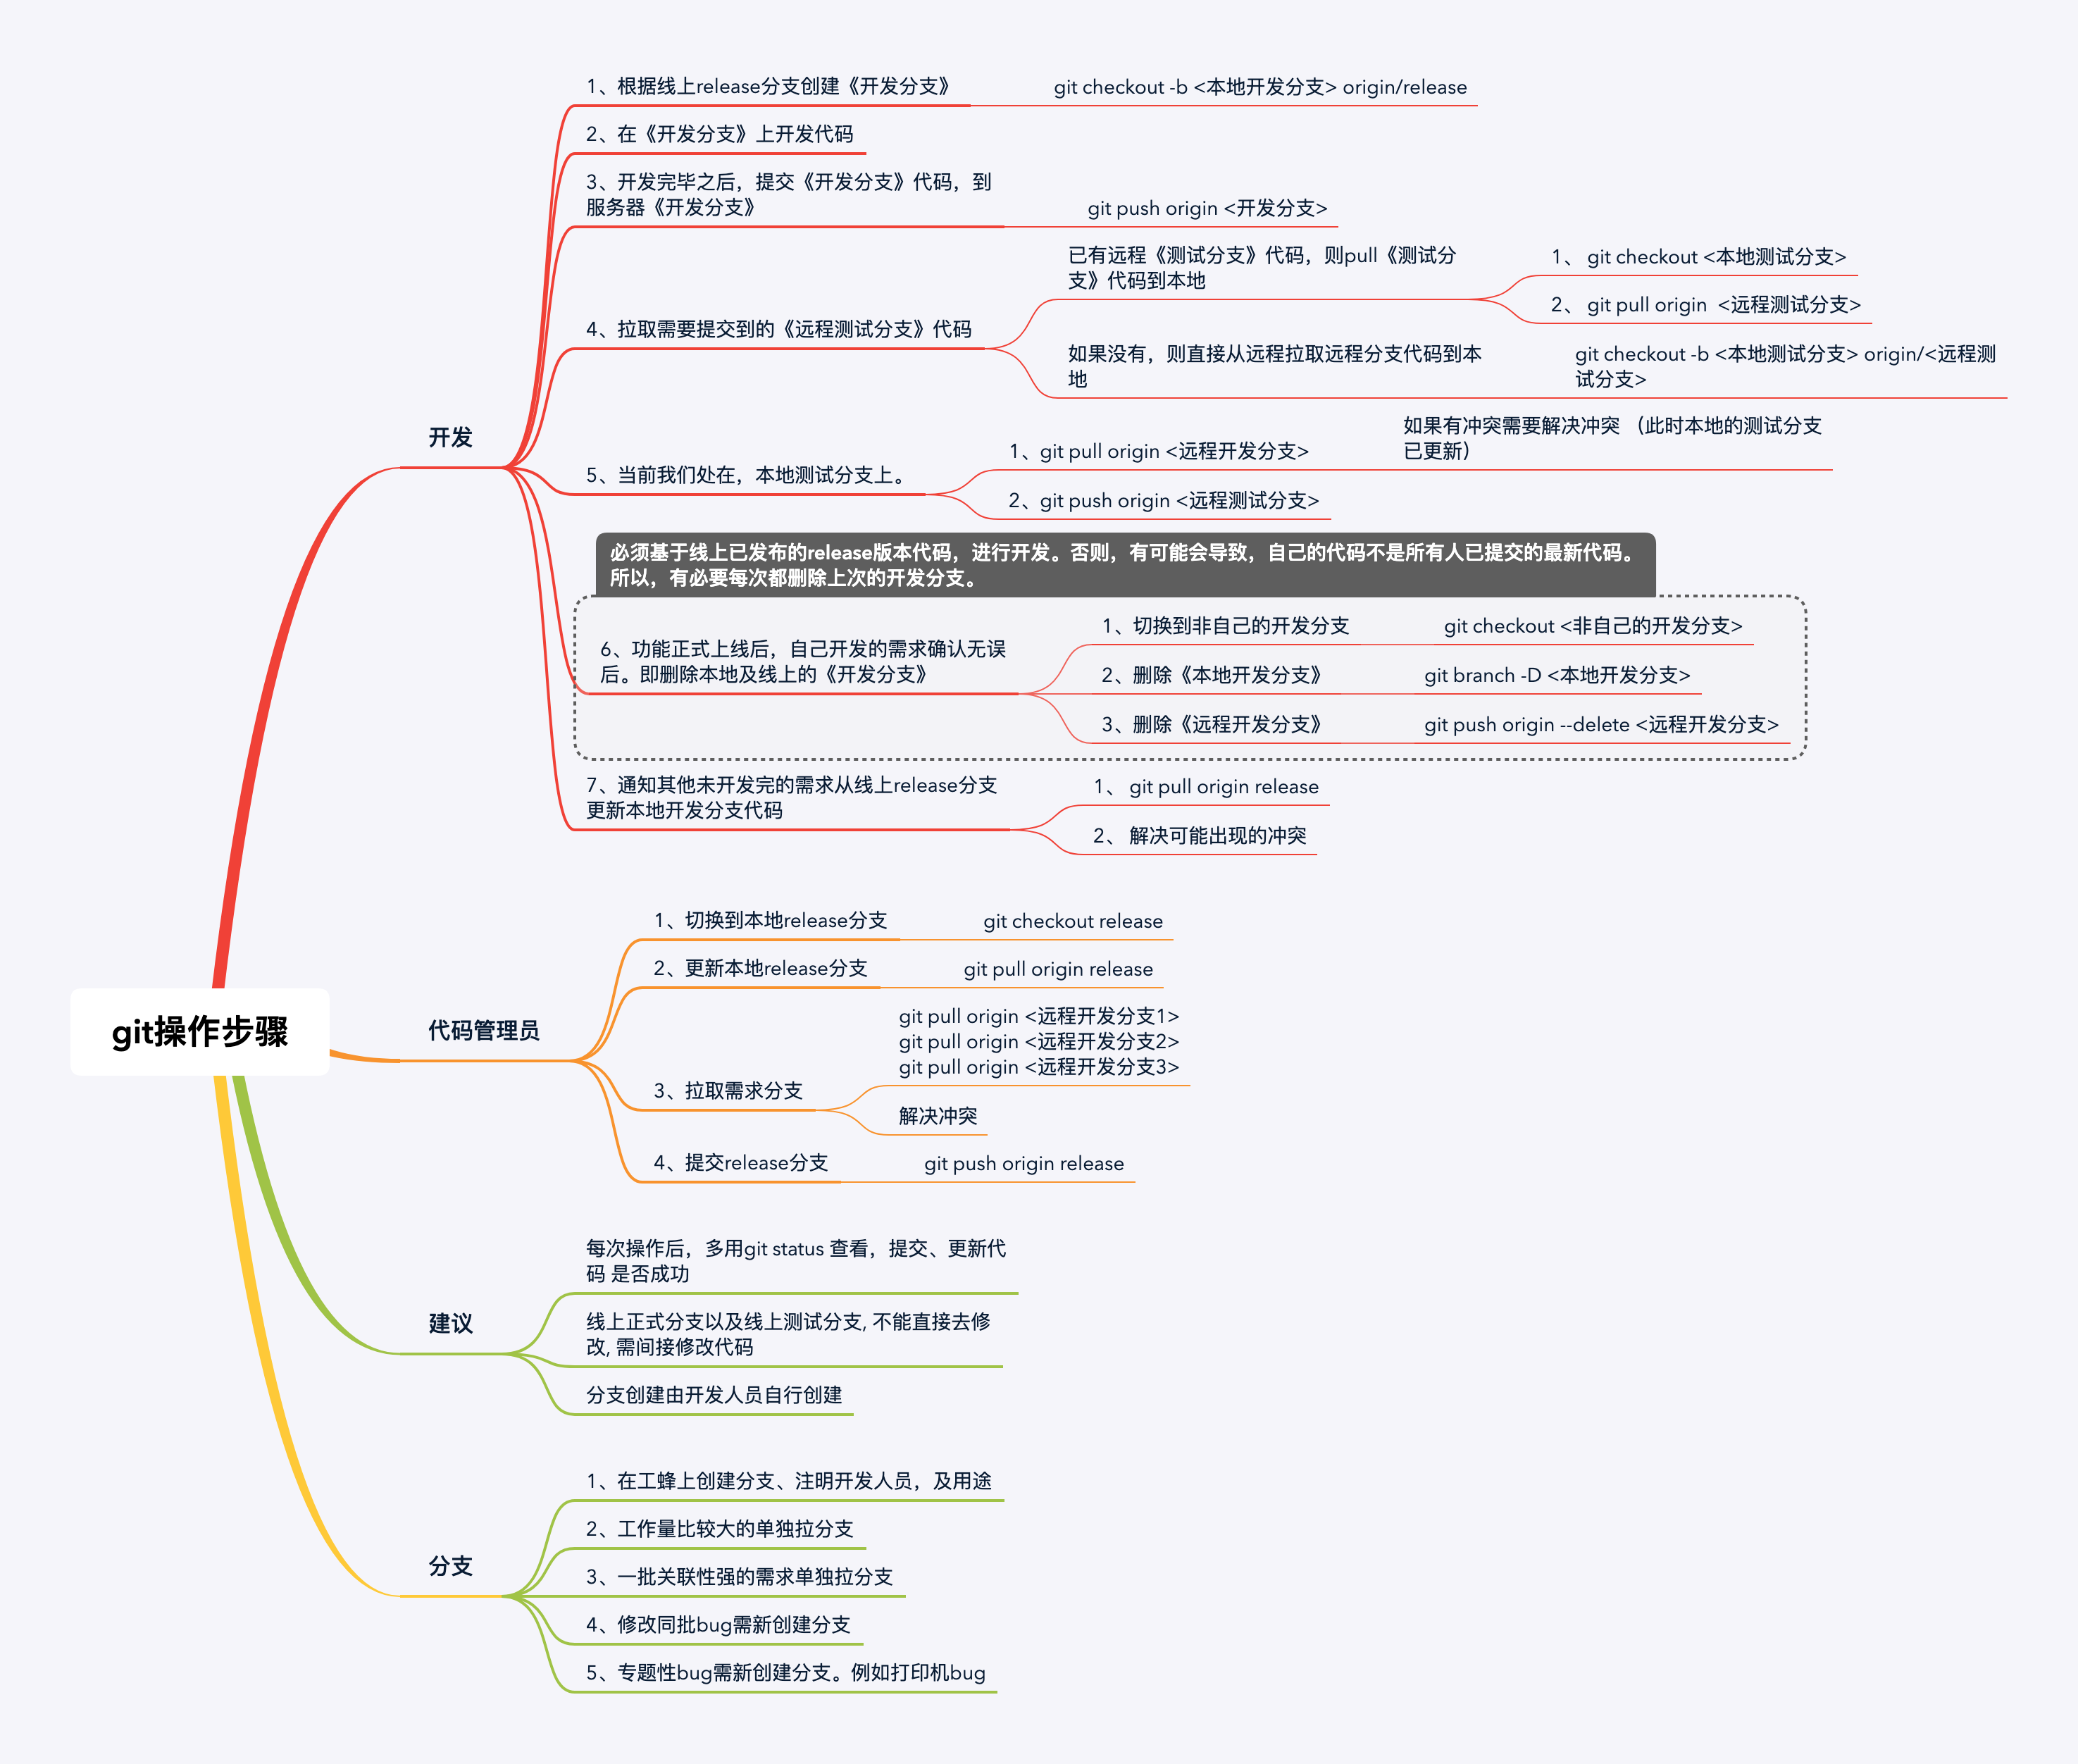 git操作步骤
开发
1、根据线上release分支创建《开发分支》
git checkout -b <本地开发分支> origin/release
2、在《开发分支》上开发代码
3、开发完毕之后，提交《开发分支》代码，到
服务器《开发分支》
git push origin <开发分支>
4、拉取需要提交到的《远程测试分支》代码
已有远程《测试分支》代码，则pull《测试分
支》代码到本地
1、 git checkout <本地测试分支>
2、 git pull origin  <远程测试分支>
如果没有，则直接从远程拉取远程分支代码到本
地
git checkout -b <本地测试分支> origin/<远程测
试分支>
5、当前我们处在，本地测试分支上。
1、git pull origin <远程开发分支>
如果有冲突需要解决冲突 （此时本地的测试分支
已更新）
2、git push origin <远程测试分支>
必须基于线上已发布的release版本代码，进行开发。否则，有可能会导致，自己的代码不是所有人已提交的最新代码。
所以，有必要每次都删除上次的开发分支。
6、功能正式上线后，自己开发的需求确认无误
后。即删除本地及线上的《开发分支》
1、切换到非自己的开发分支
git checkout <非自己的开发分支>
2、删除《本地开发分支》
git branch -D <本地开发分支>
3、删除《远程开发分支》
git push origin --delete <远程开发分支>
7、通知其他未开发完的需求从线上release分支
更新本地开发分支代码
1、 git pull origin release
2、 解决可能出现的冲突
代码管理员
1、切换到本地release分支
git checkout release
2、更新本地release分支
git pull origin release
3、拉取需求分支
git pull origin <远程开发分支1>
git pull origin <远程开发分支2>
git pull origin <远程开发分支3>
解决冲突
4、提交release分支
git push origin release
建议
每次操作后，多用git status 查看，提交、更新代
码 是否成功
线上正式分支以及线上测试分支, 不能直接去修
改, 需间接修改代码
分支创建由开发人员自行创建
分支
1、在工蜂上创建分支、注明开发人员，及用途
2、工作量比较大的单独拉分支
3、一批关联性强的需求单独拉分支
4、修改同批bug需新创建分支
5、专题性bug需新创建分支。例如打印机bug